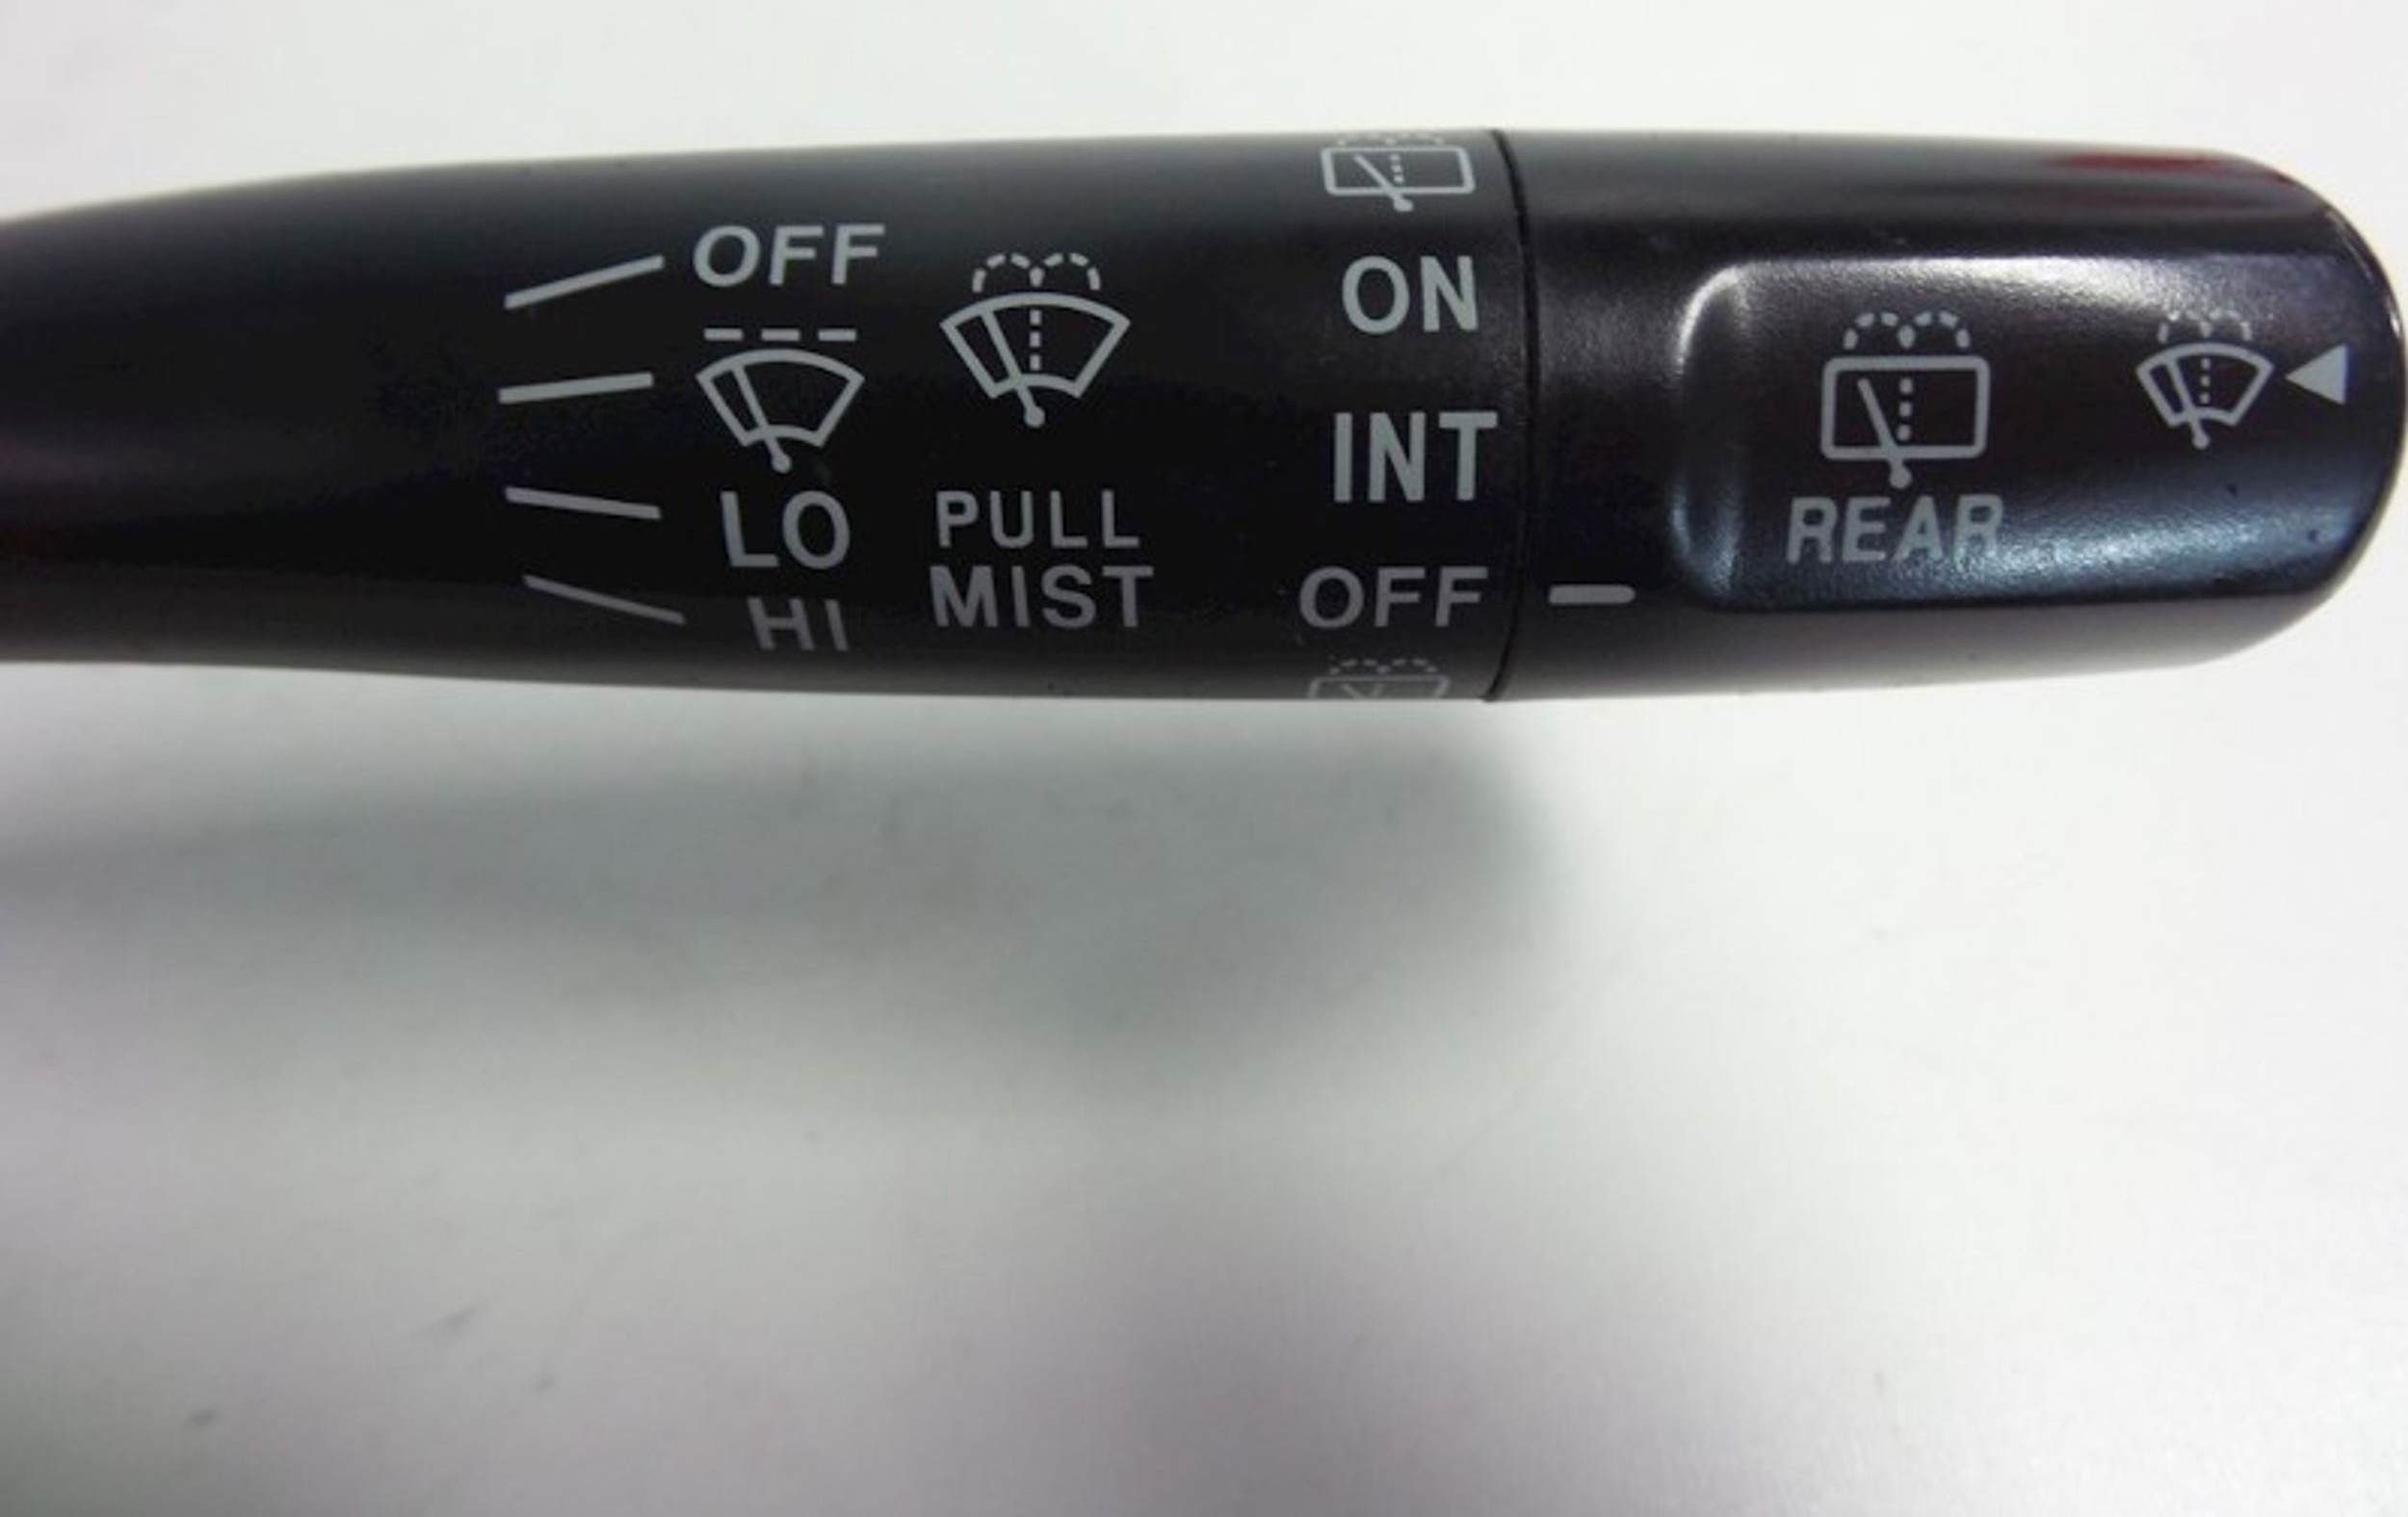 OFF
LO
HI
PULL
MIST
ON
INT
OFF
REAR